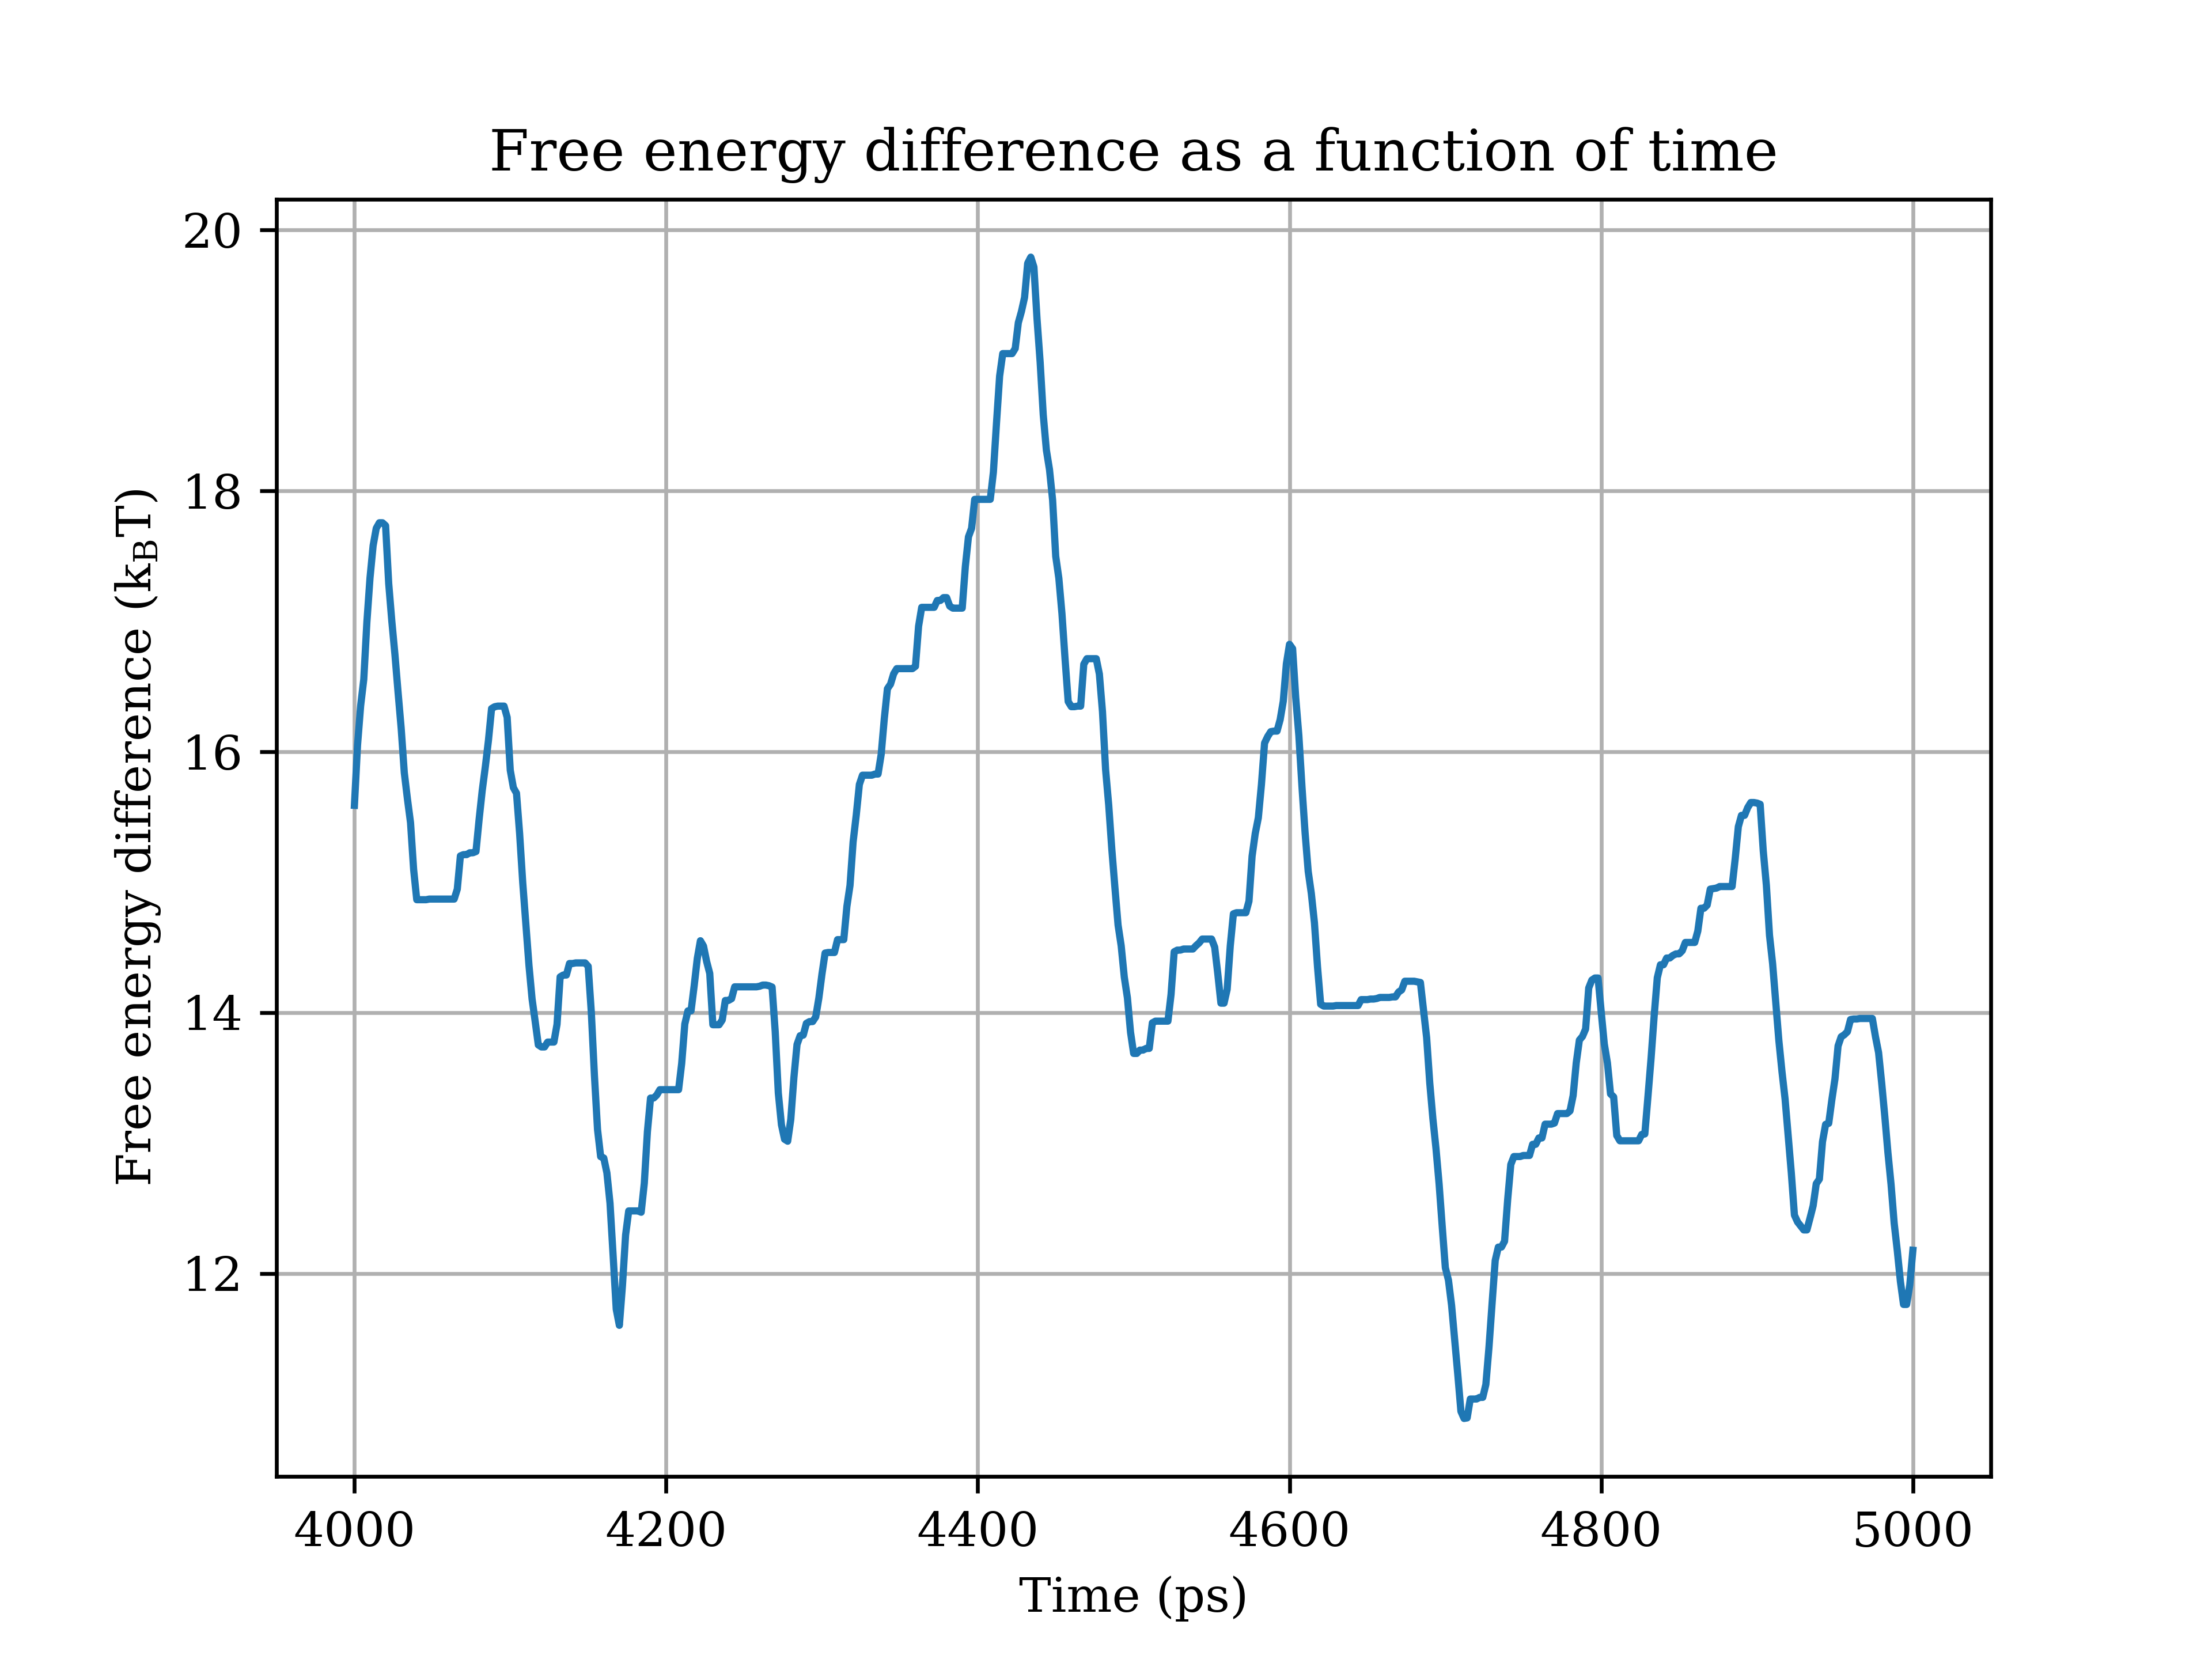 Free energy difference as a function of time
Free energy difference (k_BT)
20
18
16
14
12
4000 4200 4400 4600 4800 5000
Time (ps)